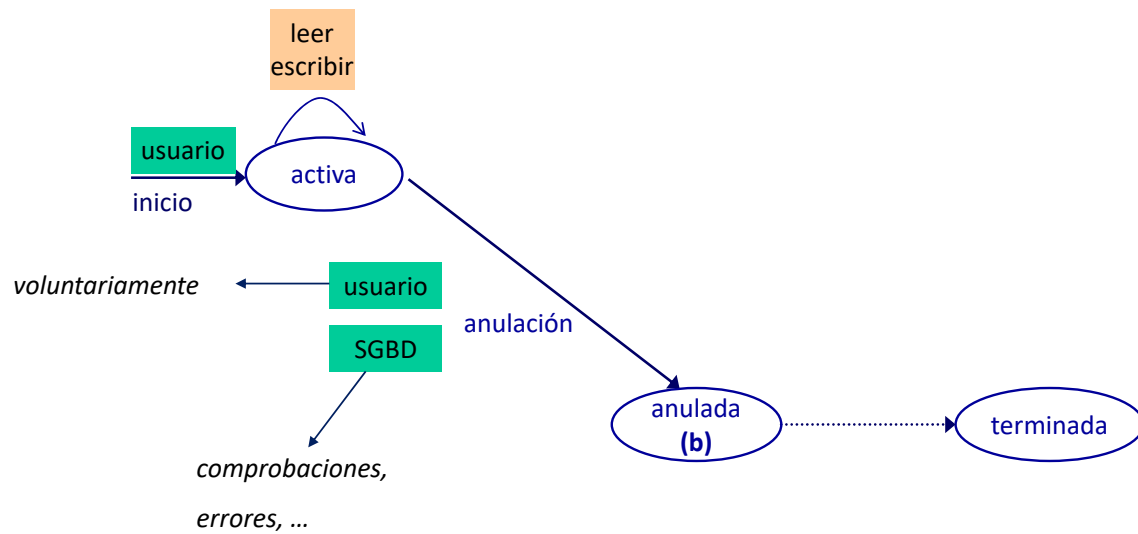 leer
escribir
usuario
activa
inicio
voluntariamente
usuario
anulación
SGBD
anulada
(b)
terminada
comprobaciones,
errores, ...